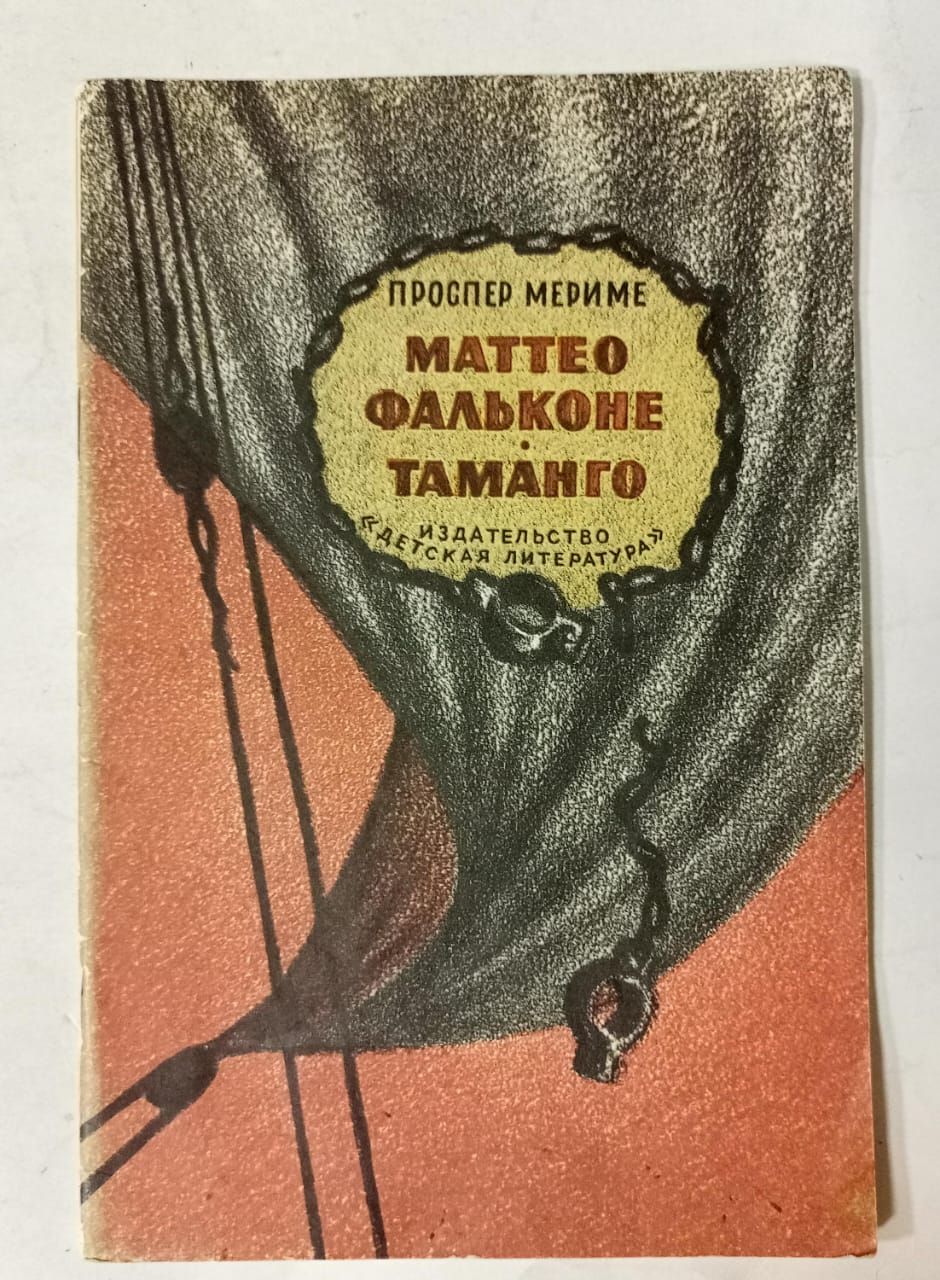 ПРОСПЕР МЕРИМЕ
МАТТЕО
ФАЛЬКОНЕ
·
ТАМАНГО
ИЗДАТЕЛЬСТВО
«ДЕТСКАЯ ЛИТЕРАТУРА»